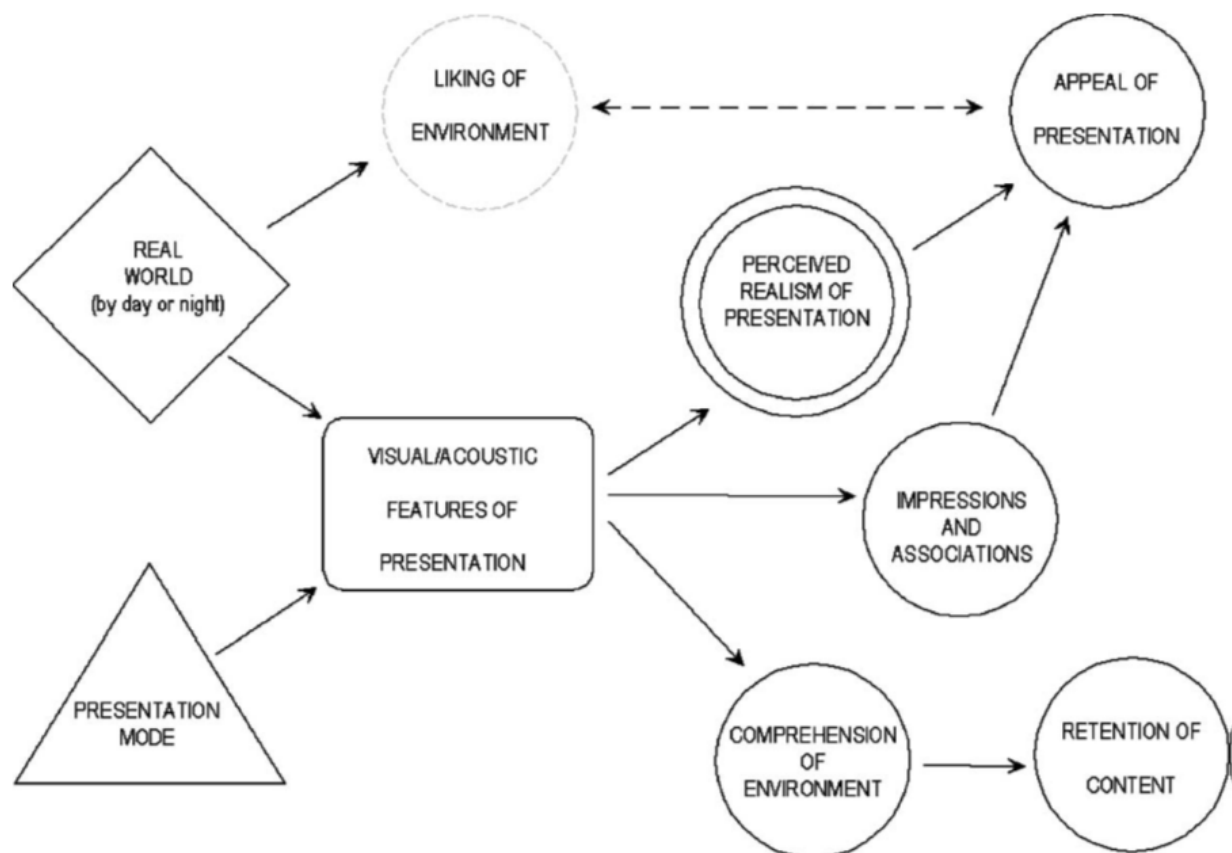 LIKING OF
ENVIRONMENT
APPEAL OF
PRESENTATION
REAL
WORLD
(by day or night)
PERCEIVED
REALISM OF
PRESENTATION
VISUAL/ACOUSTIC
FEATURES OF
PRESENTATION
IMPRESSIONS
AND
ASSOCIATIONS
PRESENTATION
MODE
COMPREHENSION
OF
ENVIRONMENT
RETENTION OF
CONTENT